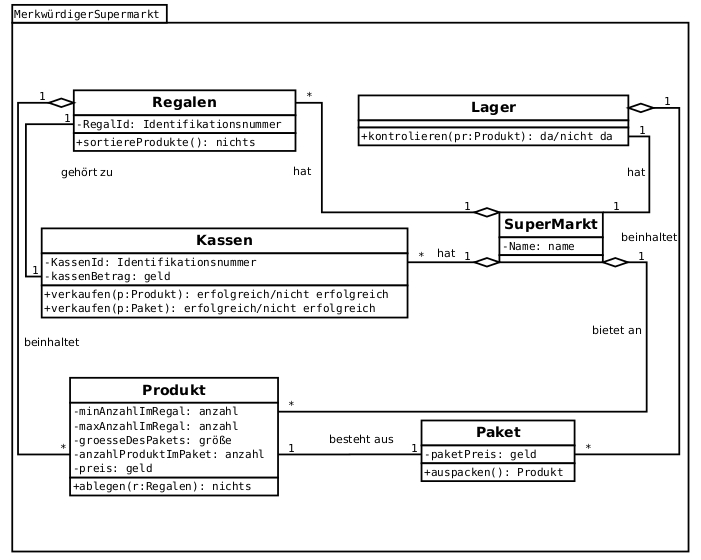 MerkwürdigerSupermarkt
1
Regalen
*
1
-RegalId: Identifikationsnummer
+sortiereProdukte(): nichts
Lager
1
+kontrolieren(pr:Produkt): da/nicht da
1
gehört zu
hat
hat
1
1
SuperMarkt
-Name: name
beinhaltet
Kassen
-KassenId: Identifikationsnummer
-kassenBetrag: geld
+verkaufen(p:Produkt): erfolgreich/nicht erfolgreich
+verkaufen(p:Paket): erfolgreich/nicht erfolgreich
1
*
hat
1
1
bietet an
beinhaltet
Produkt
-minAnzahlImRegal: anzahl
-maxAnzahlImRegal: anzahl
-groesseDesPakets: größe
-anzahlProduktImPaket: anzahl
-preis: geld
+ablegen(r:Regalen): nichts
*
*
1
besteht aus
1
Paket
-paketPreis: geld
+auspacken(): Produkt
*